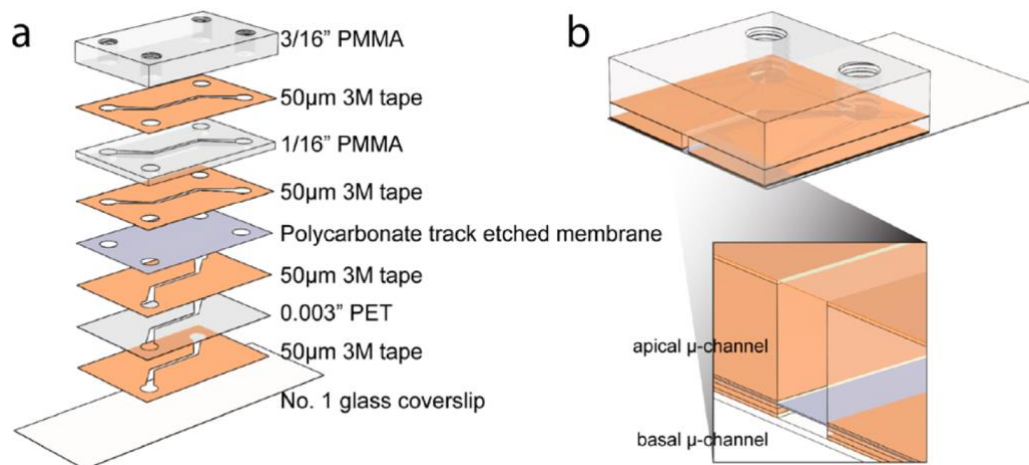 a
3/16” PMMA
50μm 3M tape
1/16” PMMA
50μm 3M tape
Polycarbonate track etched membrane
50μm 3M tape
0.003” PET
50μm 3M tape
No. 1 glass coverslip
b
apical μ-channel
basal μ-channel